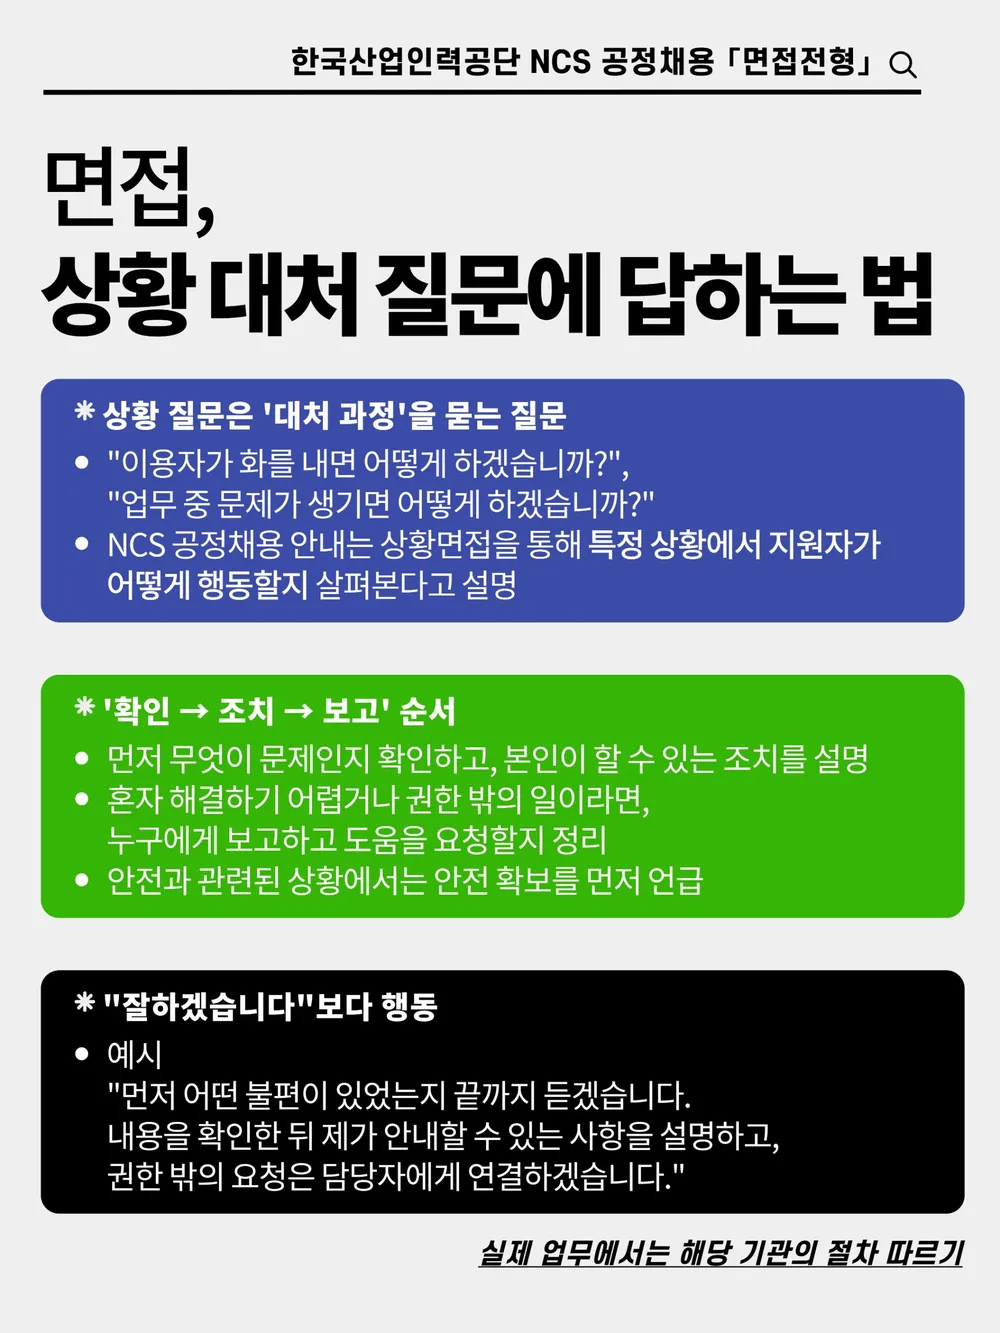 한국산업인력공단 NCS 공정채용 「면접전형」
면접,
상황 대처 질문에 답하는 법
* 상황 질문은 '대처 과정'을 묻는 질문
• "이용자가 화를 내면 어떻게 하겠습니까?",
"업무 중 문제가 생기면 어떻게 하겠습니까?"
• NCS 공정채용 안내는 상황면접을 통해 특정 상황에서 지원자가
어떻게 행동할지 살펴본다고 설명
* '확인 → 조치 → 보고' 순서
• 먼저 무엇이 문제인지 확인하고, 본인이 할 수 있는 조치를 설명
• 혼자 해결하기 어렵거나 권한 밖의 일이라면,
누구에게 보고하고 도움을 요청할지 정리
• 안전과 관련된 상황에서는 안전 확보를 먼저 언급
* "잘하겠습니다"보다 행동
• 예시
"먼저 어떤 불편이 있었는지 끝까지 듣겠습니다.
내용을 확인한 뒤 제가 안내할 수 있는 사항을 설명하고,
권한 밖의 요청은 담당자에게 연결하겠습니다."
실제 업무에서는 해당 기관의 절차 따르기